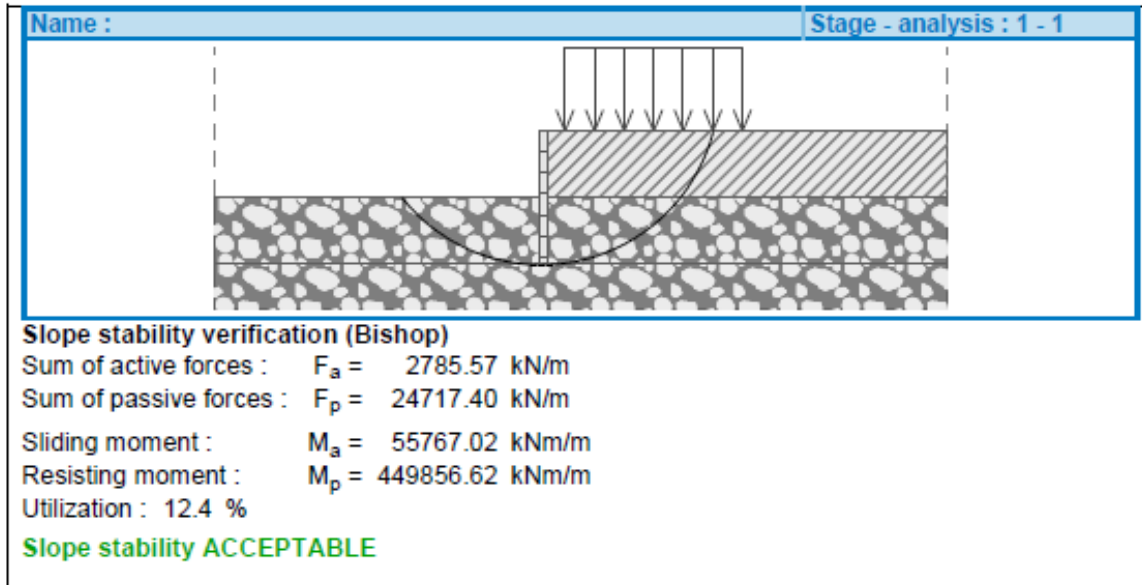 Name :
Stage - analysis : 1 - 1
Slope stability verification (Bishop)
Sum of active forces : Fa = 2785.57 kN/m
Sum of passive forces : Fp = 24717.40 kN/m
Sliding moment : Ma = 55767.02 kNm/m
Resisting moment : Mp = 449856.62 kNm/m
Utilization : 12.4 %
Slope stability ACCEPTABLE